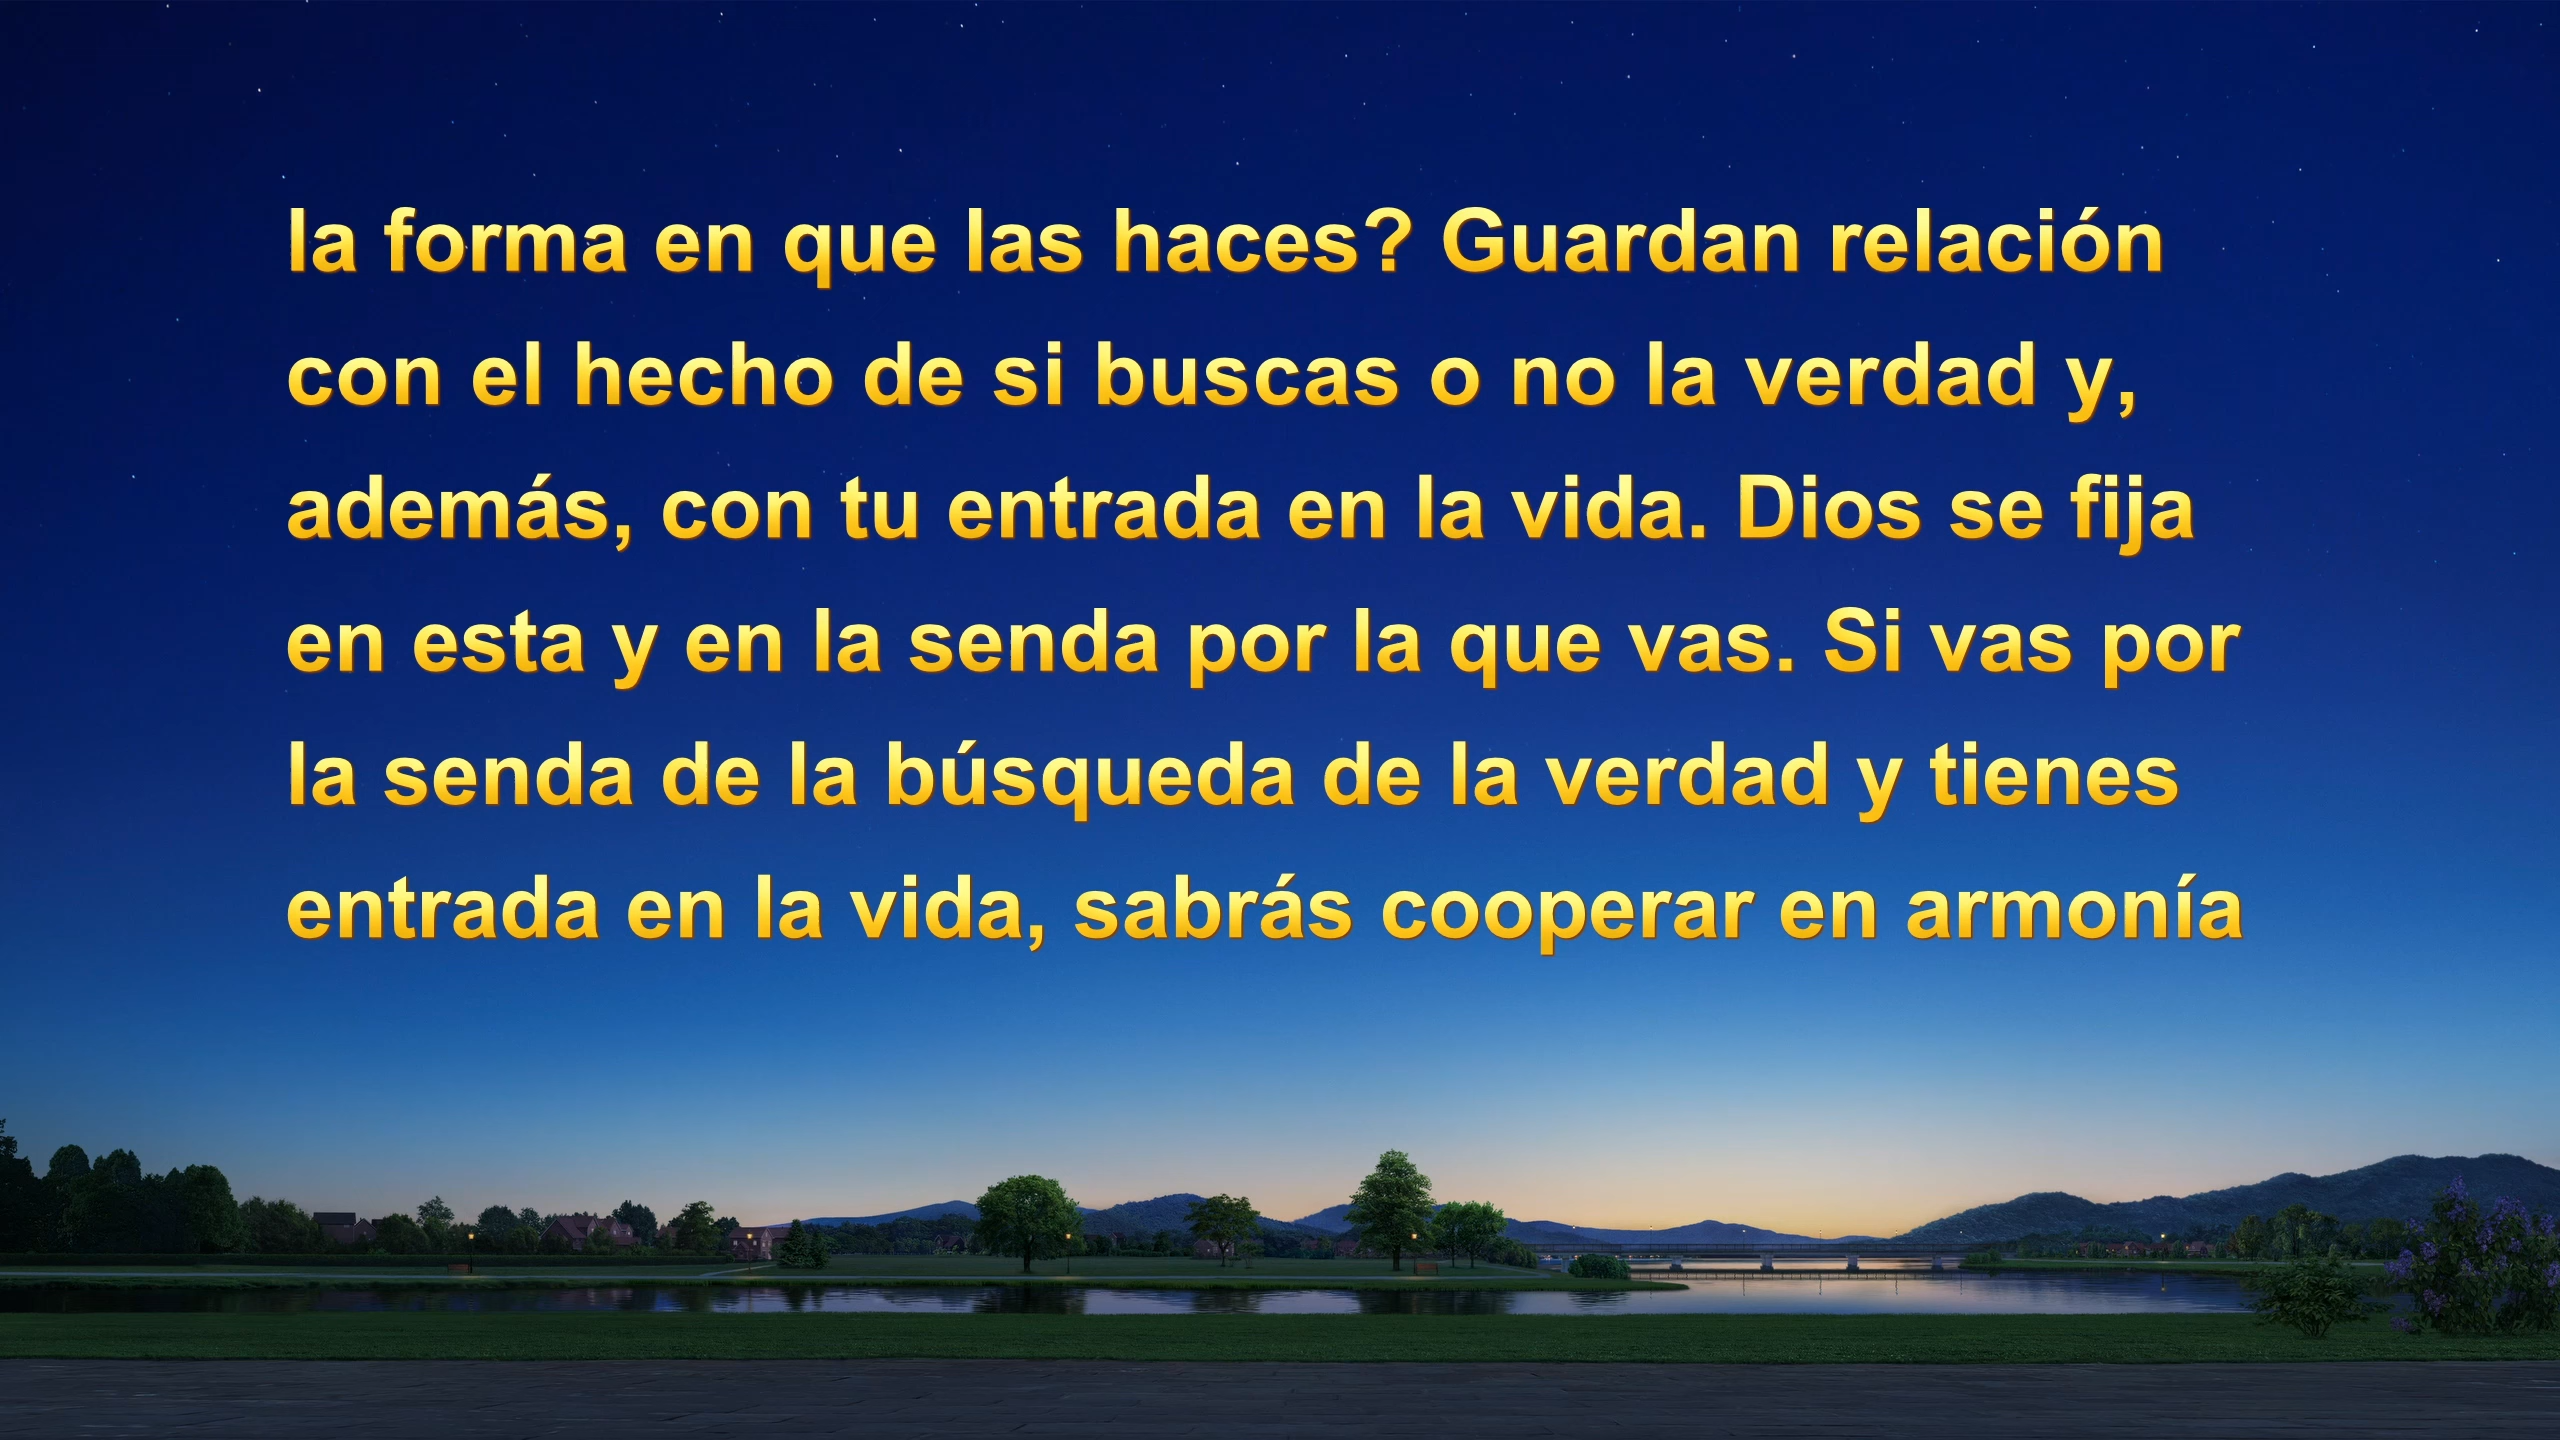 la forma en que las haces? Guardan relación
con el hecho de si buscas o no la verdad y,
además, con tu entrada en la vida. Dios se fija
en esta y en la senda por la que vas. Si vas por
la senda de la búsqueda de la verdad y tienes
entrada en la vida, sabrás cooperar en armonía